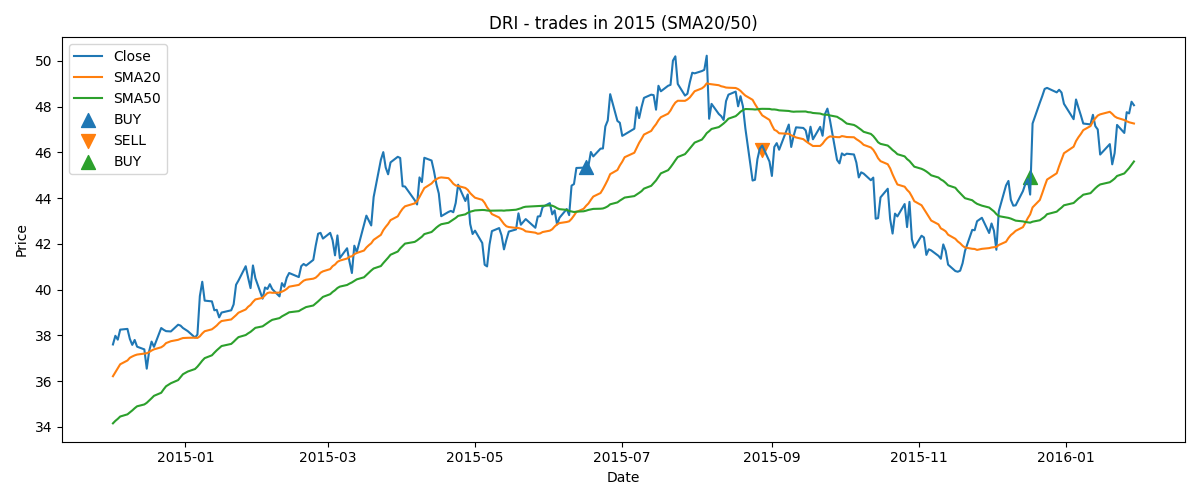 DRI - trades in 2015 (SMA20/50)
Close
SMA20
SMA50
BUY
SELL
BUY
Price
50
48
46
44
42
40
38
36
34
2015-01 2015-03 2015-05 2015-07 2015-09 2015-11 2016-01
Date